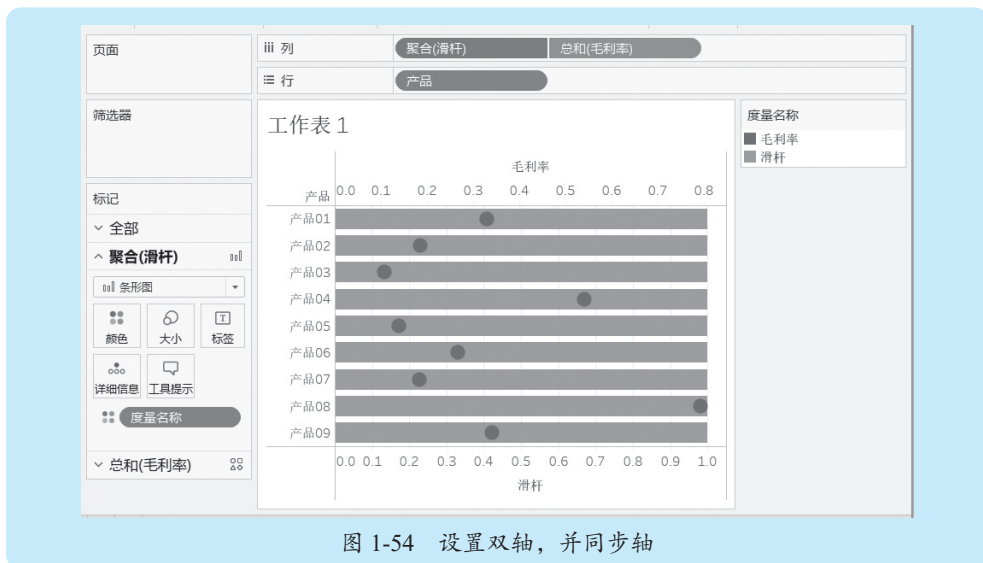 页面
iii 列 聚合(滑杆) 总和(毛利率)
行 产品
筛选器
标记
全部
聚合(滑杆)
条形图
颜色 大小 标签
详细信息 工具提示
度量名称
总和(毛利率)
工作表 1
毛利率
产品 0.0 0.1 0.2 0.3 0.4 0.5 0.6 0.7 0.8
产品01
产品02
产品03
产品04
产品05
产品06
产品07
产品08
产品09
0.0 0.1 0.2 0.3 0.4 0.5 0.6 0.7 0.8 0.9 1.0
滑杆
度量名称
毛利率
滑杆
图 1-54 设置双轴，并同步轴